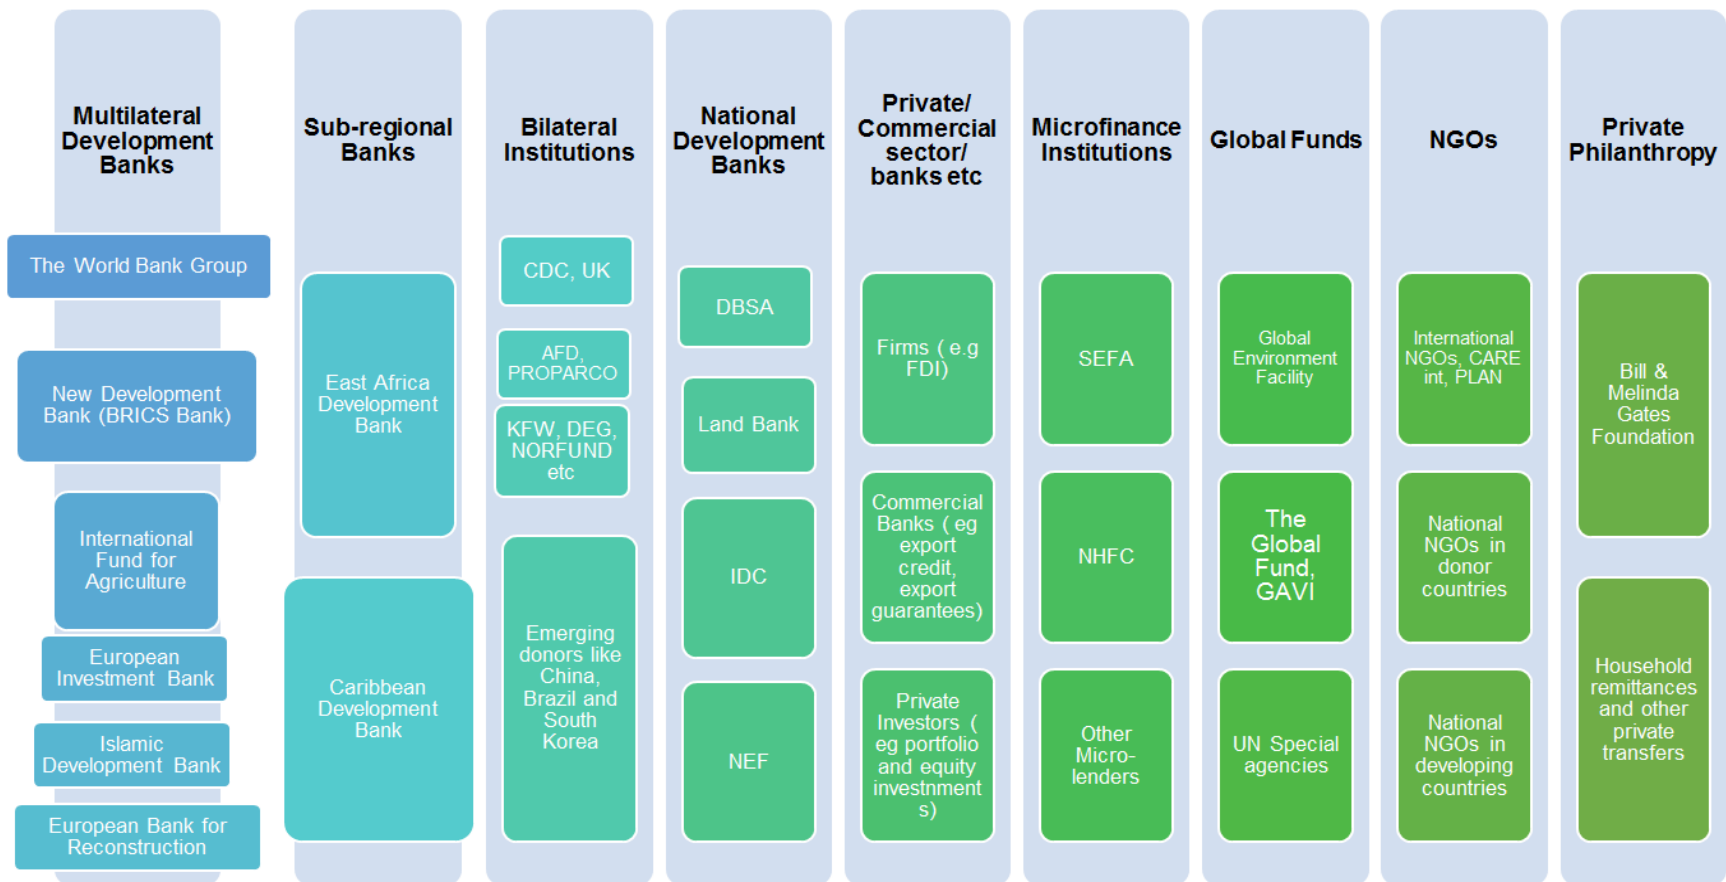 Multilateral
Development
Banks
The World Bank Group
New Development
Bank (BRICS Bank)
International
Fund for
Agriculture
European
Investment Bank
Islamic
Development Bank
European Bank for
Reconstruction
Sub-regional
Banks
East Africa
Development
Bank
Caribbean
Development
Bank
Bilateral
Institutions
CDC, UK
AFD,
PROPARCO
KFW, DEG,
NORFUND
etc
Emerging
donors like
China,
Brazil and
South
Korea
National
Development
Banks
DBSA
Land Bank
IDC
NEF
Private/
Commercial
sector/
banks etc
Firms ( e.g
FDI)
Commercial
Banks ( eg
export
credit,
export
guarantees)
Private
Investors (
eg portfolio
and equity
investnment
s)
Microfinance
Institutions
SEFA
NHFC
Other
Micro-
lenders
Global Funds
Global
Environment
Facility
The
Global
Fund,
GAVI
UN Special
agencies
NGOs
International
NGOs, CARE
int, PLAN
National
NGOs in
donor
countries
National
NGOs in
developing
countries
Private
Philanthropy
Bill &
Melinda
Gates
Foundation
Household
remittances
and other
private
transfers